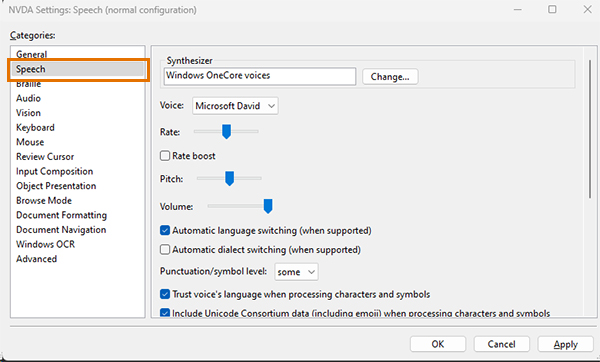 NVDA Settings: Speech (normal configuration)
Categories:
General
Speech
Braille
Audio
Vision
Keyboard
Mouse
Review Cursor
Input Composition
Object Presentation
Browse Mode
Document Formatting
Document Navigation
Windows OCR
Advanced
Synthesizer
Windows OneCore voices Change...
Voice: Microsoft David
Rate:
Rate boost
Pitch:
Volume:
Automatic language switching (when supported)
Automatic dialect switching (when supported)
Punctuation/symbol level: some
Trust voice's language when processing characters and symbols
Include Unicode Consortium data (including emoji) when processing characters and symbols
OK Cancel Apply